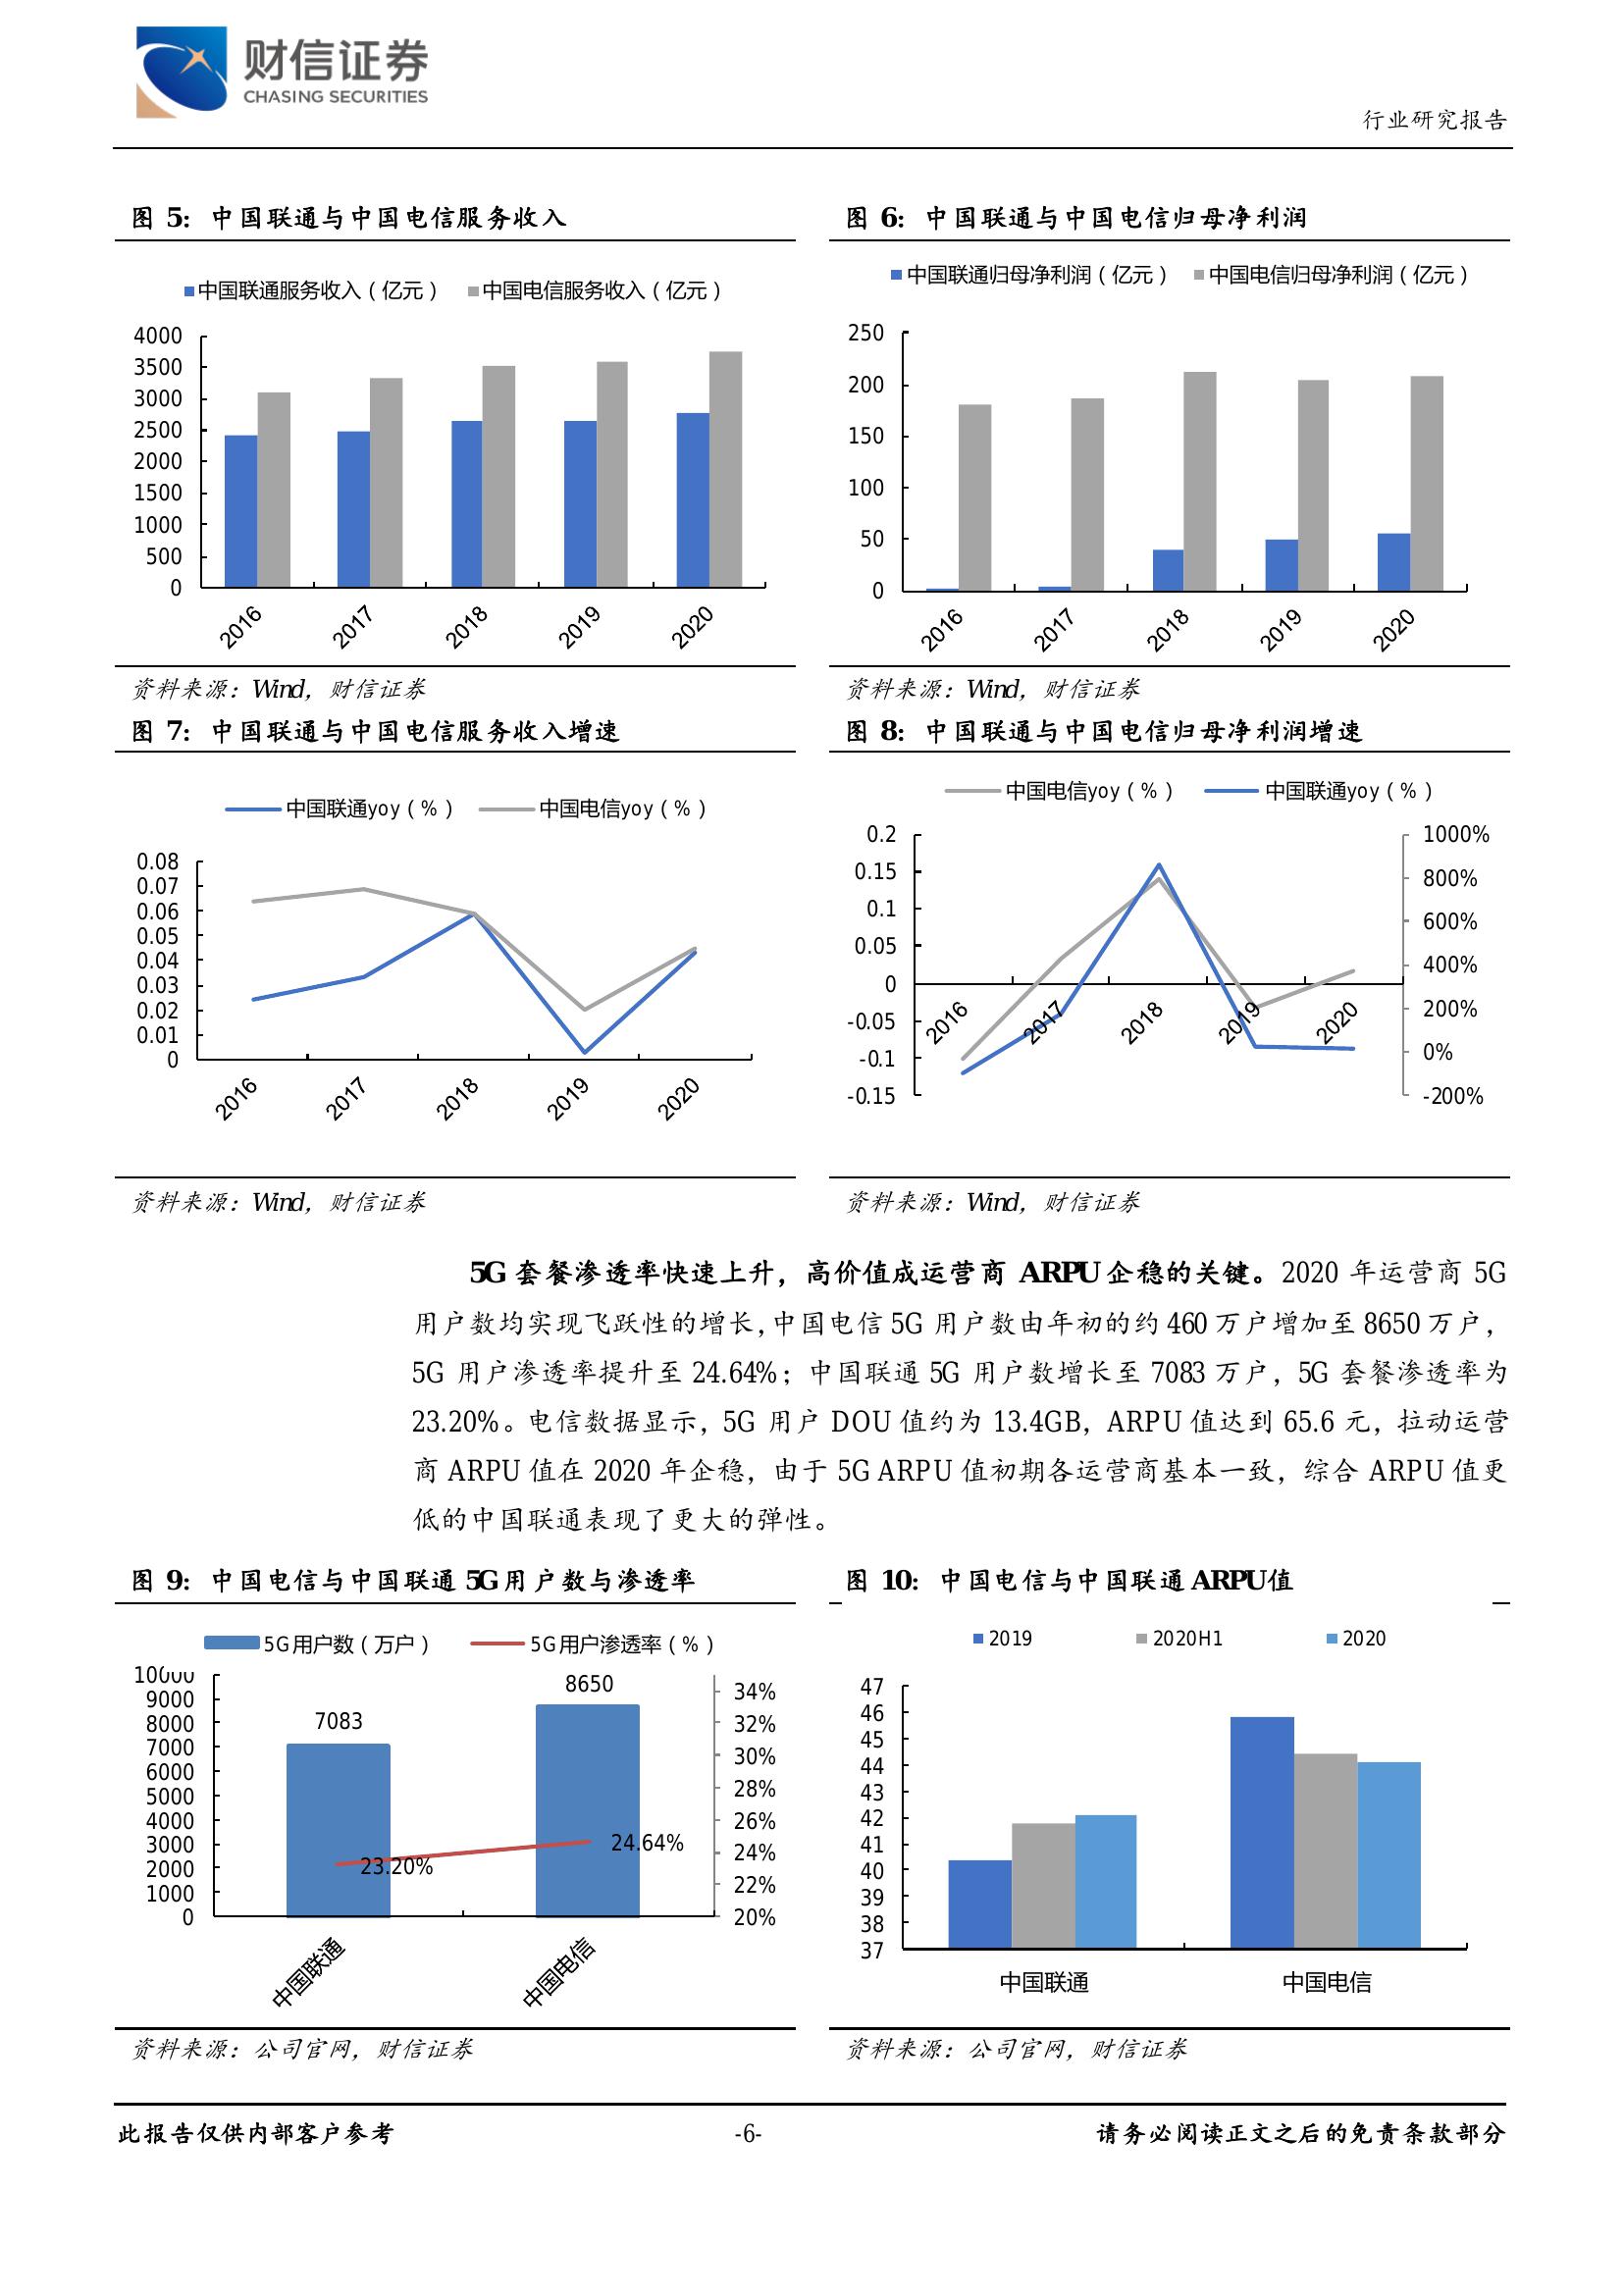 财信证券
CHASING SECURITIES
行业研究报告
图 5：中国联通与中国电信服务收入
中国联通服务收入（亿元） 中国电信服务收入（亿元）
4000
3500
3000
2500
2000
1500
1000
500
0
2016 2017 2018 2019 2020
资料来源：Wind，财信证券
图 6：中国联通与中国电信归母净利润
中国联通归母净利润（亿元） 中国电信归母净利润（亿元）
250
200
150
100
50
0
2016 2017 2018 2019 2020
资料来源：Wind，财信证券
图 7：中国联通与中国电信服务收入增速
中国联通yoy（%） 中国电信yoy（%）
0.08
0.07
0.06
0.05
0.04
0.03
0.02
0.01
0
2016 2017 2018 2019 2020
资料来源：Wind，财信证券
图 8：中国联通与中国电信归母净利润增速
中国电信yoy（%） 中国联通yoy（%）
0.2
0.15
0.1
0.05
0
-0.05
-0.1
-0.15
1000%
800%
600%
400%
200%
0%
-200%
2016 2017 2018 2019 2020
资料来源：Wind，财信证券
5G 套餐渗透率快速上升，高价值成运营商 ARPU 企稳的关键。2020 年运营商 5G
用户数均实现飞跃性的增长，中国电信 5G 用户数由年初的约 460 万户增加至 8650 万户，
5G 用户渗透率提升至 24.64%；中国联通 5G 用户数增长至 7083 万户，5G 套餐渗透率为
23.20%。电信数据显示，5G 用户 DOU 值约为 13.4GB，ARPU 值达到 65.6 元，拉动运营
商 ARPU 值在 2020 年企稳，由于 5G ARPU 值初期各运营商基本一致，综合 ARPU 值更
低的中国联通表现了更大的弹性。
图 9：中国电信与中国联通 5G 用户数与渗透率
5G用户数（万户） 5G用户渗透率（%）
10000
9000
8000
7000
6000
5000
4000
3000
2000
1000
0
7083
8650
23.20%
24.64%
34%
32%
30%
28%
26%
24%
22%
20%
中国联通 中国电信
资料来源：公司官网，财信证券
图 10：中国电信与中国联通 ARPU 值
2019 2020H1 2020
47
46
45
44
43
42
41
40
39
38
37
中国联通 中国电信
资料来源：公司官网，财信证券
此报告仅供内部客户参考 -6- 请务必阅读正文之后的免责条款部分